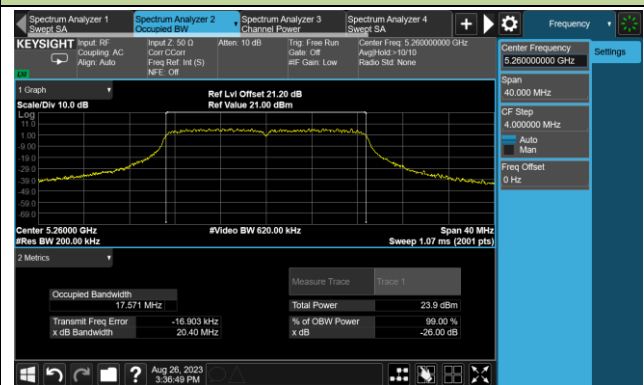 Spectrum Analyzer 1
Swept SA
Spectrum Analyzer 2
Occupied BW
Spectrum Analyzer 3
Channel Power
Spectrum Analyzer 4
Swept SA
+
Frequency
KEYSIGHT
Input: RF
Coupling: AC
Align: Auto
Input Z: 50 Ω
Corr CCorr
Freq Ref: Int (S)
NFE: Off
Atten: 10 dB
Trig: Free Run
Gate: Off
#IF Gain: Low
Center Freq: 5.260000000 GHz
Avg|Hold:>10/10
Radio Std: None
Center Frequency
5.260000000 GHz
Settings
Span
40.000 MHz
CF Step
4.000000 MHz
Auto
Man
Freq Offset
0 Hz
1 Graph
Scale/Div 10.0 dB
Ref Lvl Offset 21.20 dB
Ref Value 21.00 dBm
Log
11.0
1.00
-9.00
-19.0
-29.0
-39.0
-49.0
-59.0
-69.0
Center 5.26000 GHz
#Res BW 200.00 kHz
#Video BW 620.00 kHz
Span 40 MHz
Sweep 1.07 ms (2001 pts)
2 Metrics
Measure Trace
Trace 1
Occupied Bandwidth
17.571 MHz
Total Power
23.9 dBm
Transmit Freq Error
-16.903 kHz
% of OBW Power
99.00 %
x dB Bandwidth
20.40 MHz
x dB
-26.00 dB
?
Aug 26, 2023
3:36:49 PM